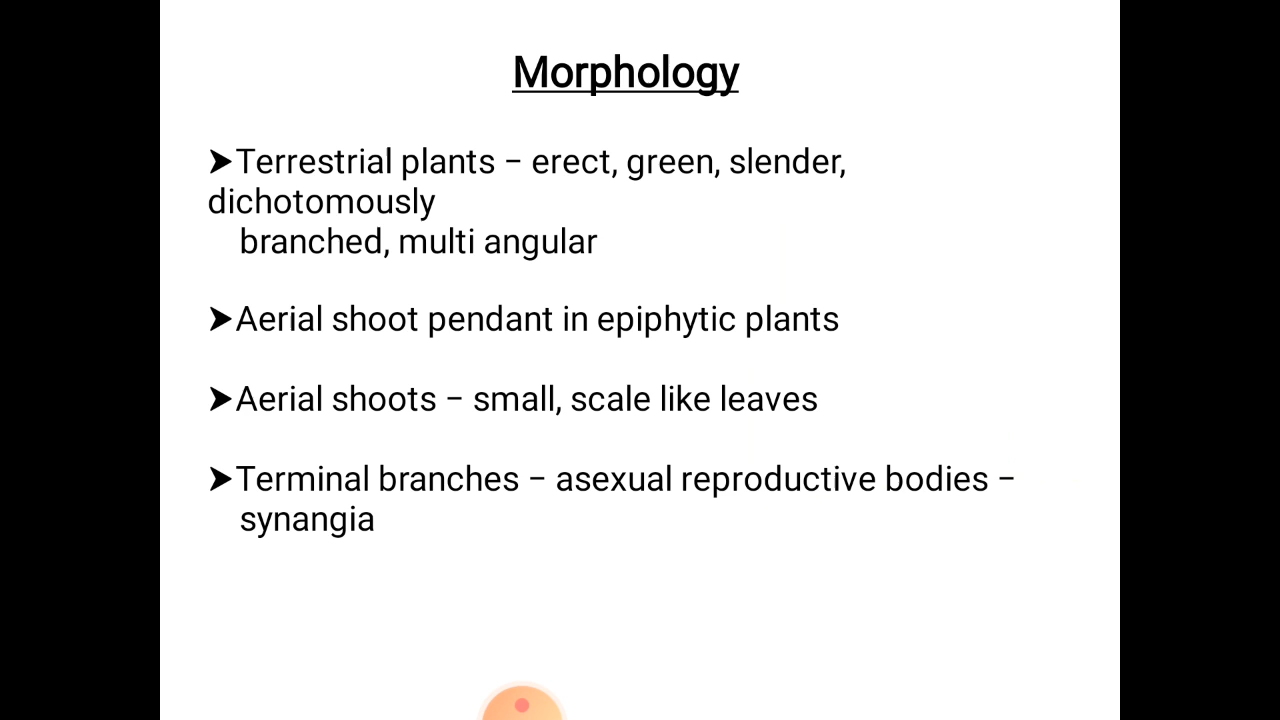 Morphology
➤Terrestrial plants – erect, green, slender,
dichotomously
branched, multi angular
➤Aerial shoot pendant in epiphytic plants
➤Aerial shoots – small, scale like leaves
➤Terminal branches – asexual reproductive bodies –
synangia